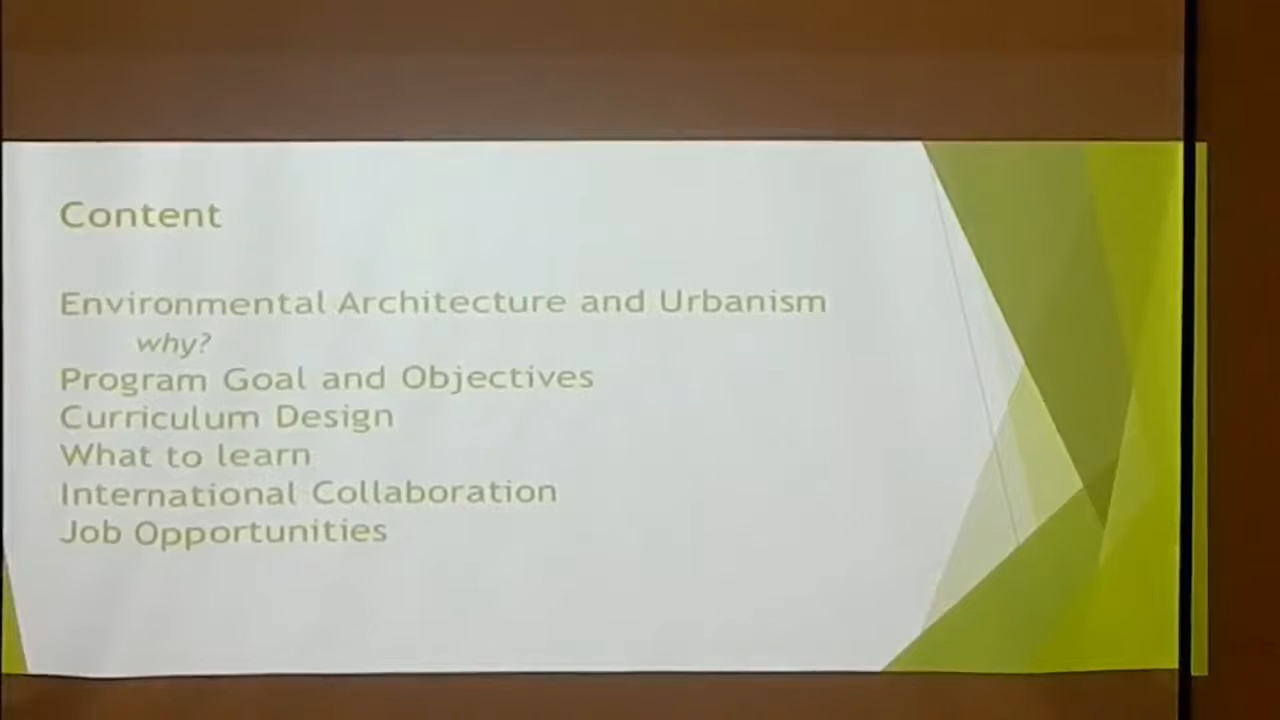 Content
Environmental Architecture and Urbanism
why?
Program Goal and Objectives
Curriculum Design
What to learn
International Collaboration
Job Opportunities